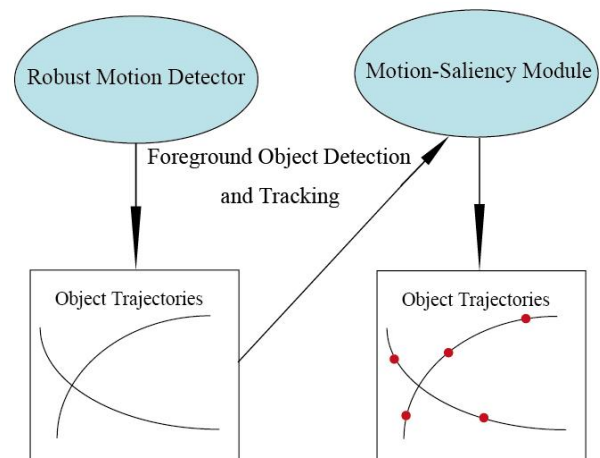 Robust Motion Detector
Motion-Saliency Module
Foreground Object Detection
and Tracking
Object Trajectories
Object Trajectories